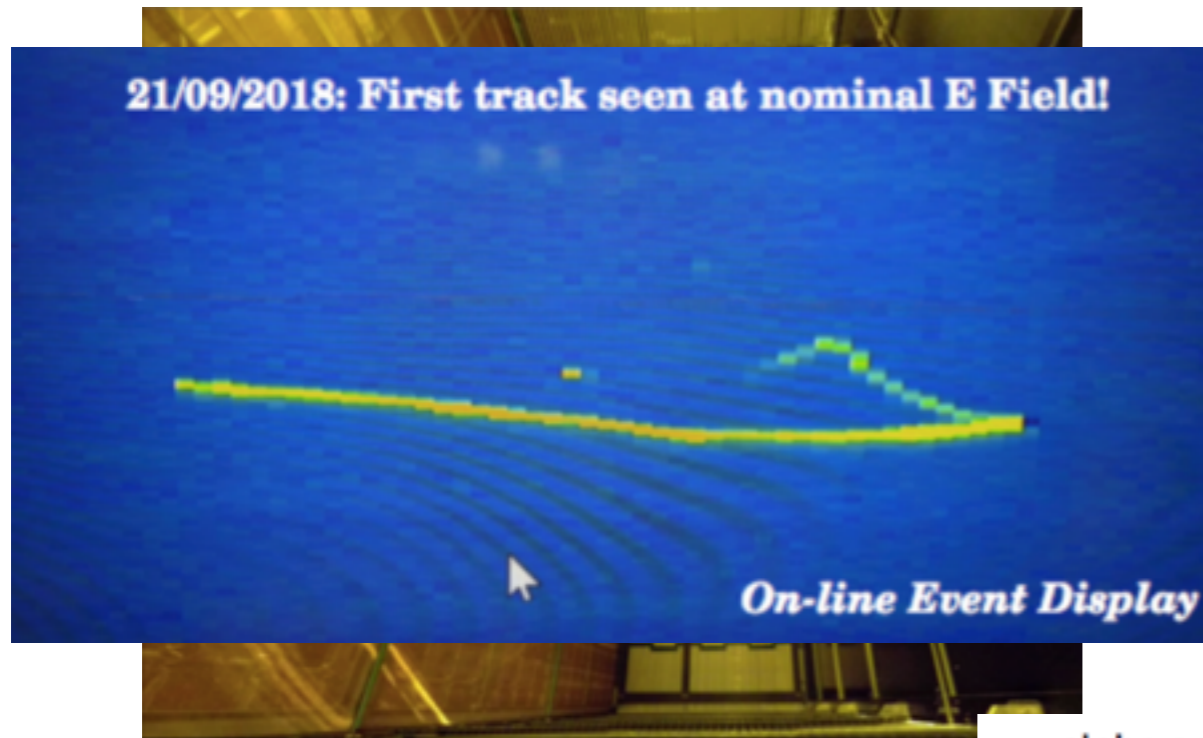 21/09/2018: First track seen at nominal E Field!
On-line Event Display